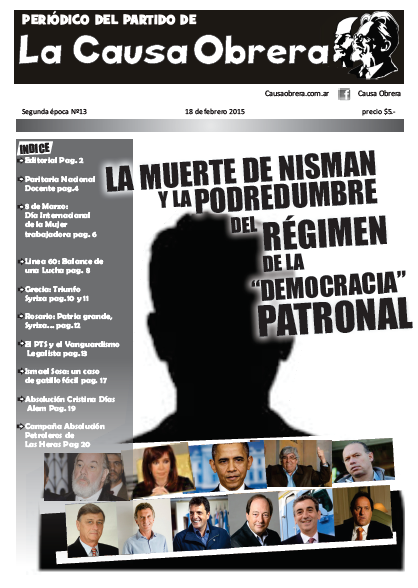 PERIÓDICO DEL PARTIDO DE
La Causa Obrera
Causaobrera.com.ar
Causa Obrera
Segunda época Nº13
18 de febrero 2015
precio $5.-
INDICE
Editorial Pag. 2
Paritaria Nacional
Docente pag.4
8 de Marzo:
Día Internacional
de la Mujer
trabajadora pag. 6
Linea 60: Balance de
una Lucha pag. 8
Grecia: Triunfo
Syriza pag.10 y 11
Rosario: Patria grande,
Syriza... pag.12
El PTS y el Vanguardismo
Legalista pag.13
Ismael Sosa: un caso
de gatillo fácil pag. 17
Absolución Cristina Días
Alem Pag. 19
Campaña Absolución
Petroleros de
Las Heras Pag 20
LA MUERTE DE NISMAN
Y LA PODREDUMBRE
DEL RÉGIMEN
DE LA
“DEMOCRACIA”
PATRONAL